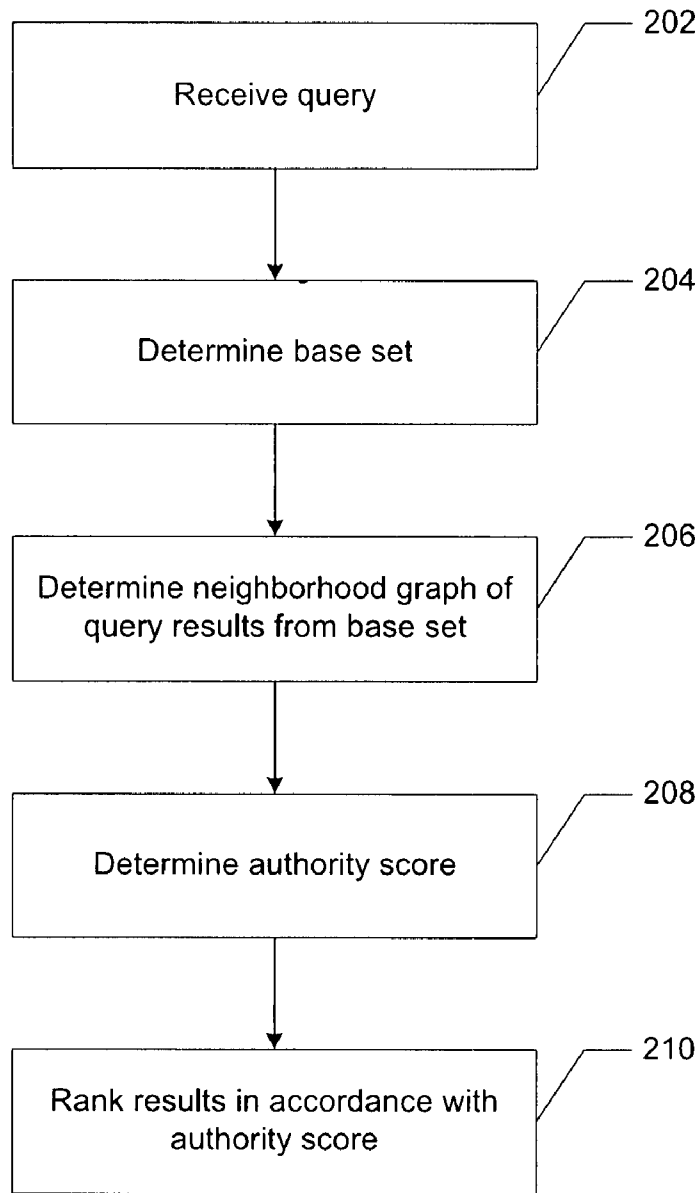 202
Receive query
204
Determine base set
206
Determine neighborhood graph of
query results from base set
208
Determine authority score
210
Rank results in accordance with
authority score